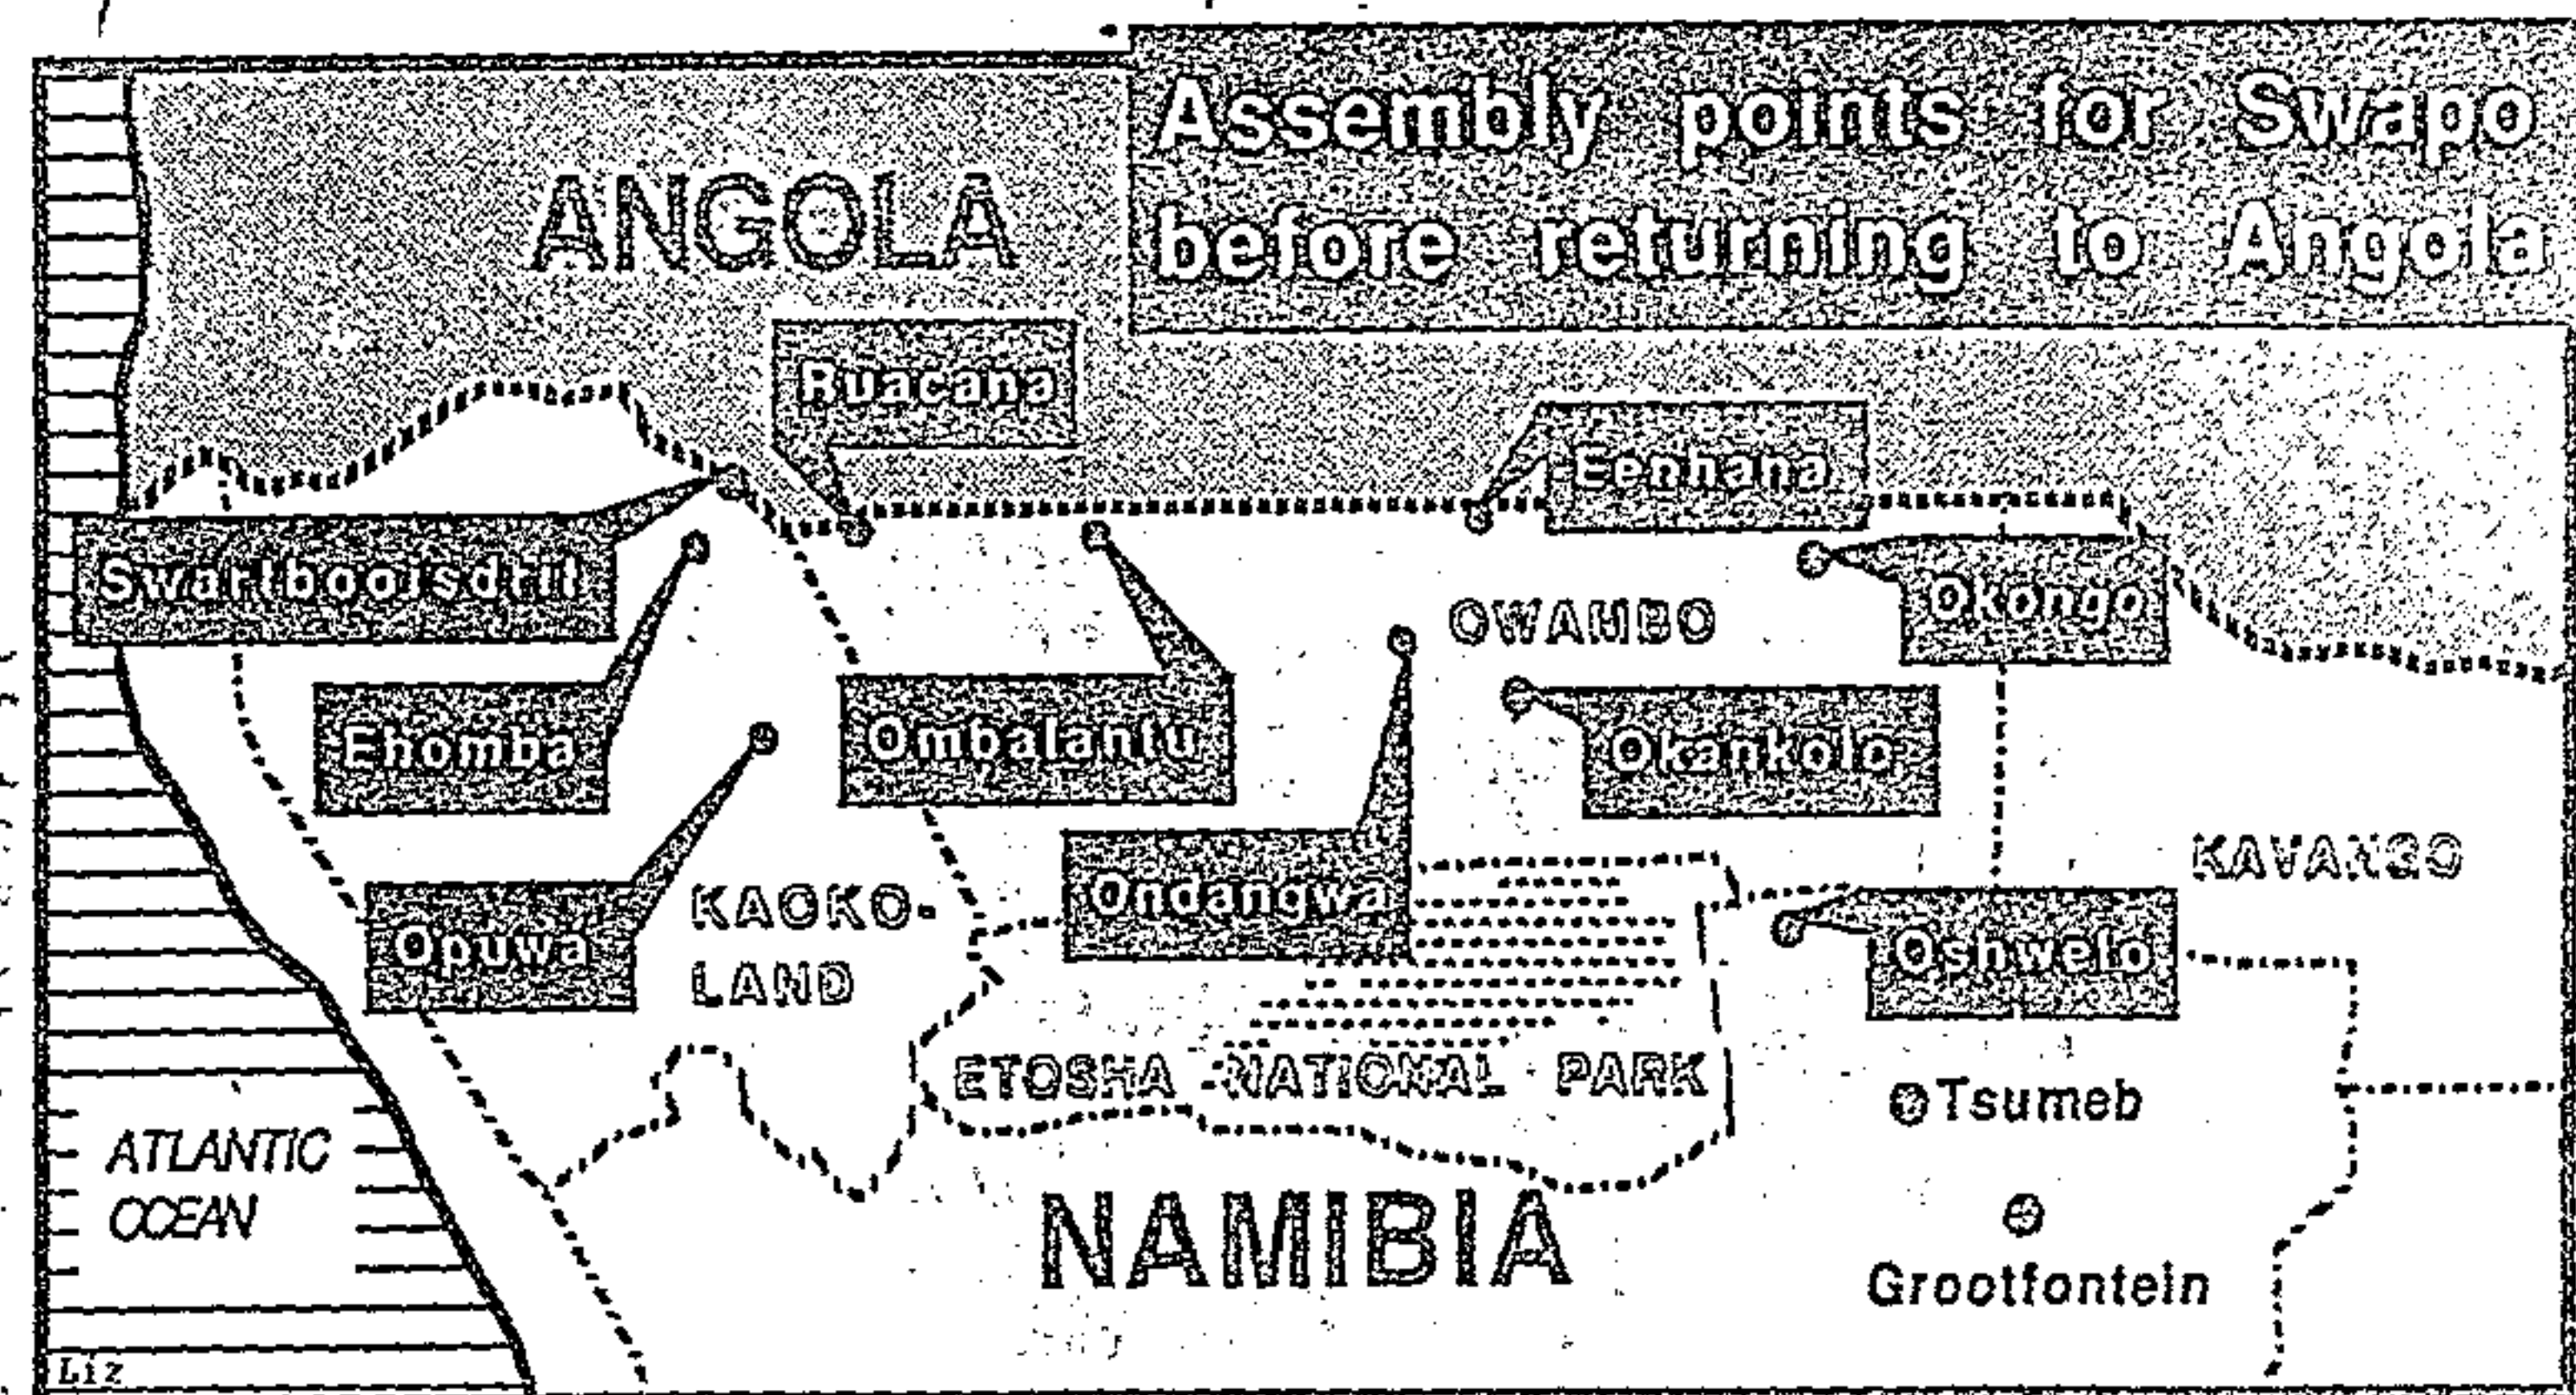 Assembly points for Swapo
before returning to Angola
ANGOLA
Ruacana
Eenhana
Swartbooisdrift
Okongo
OWAMBO
Ehomba
Ombalantu
Okankolo
KAVANGO
Opuwa
KAOKO-
LAND
Ondangwa
Oshwelo
ETOSHA NATIONAL PARK
Tsumeb
ATLANTIC
OCEAN
NAMIBIA
Grootfontein
Liz